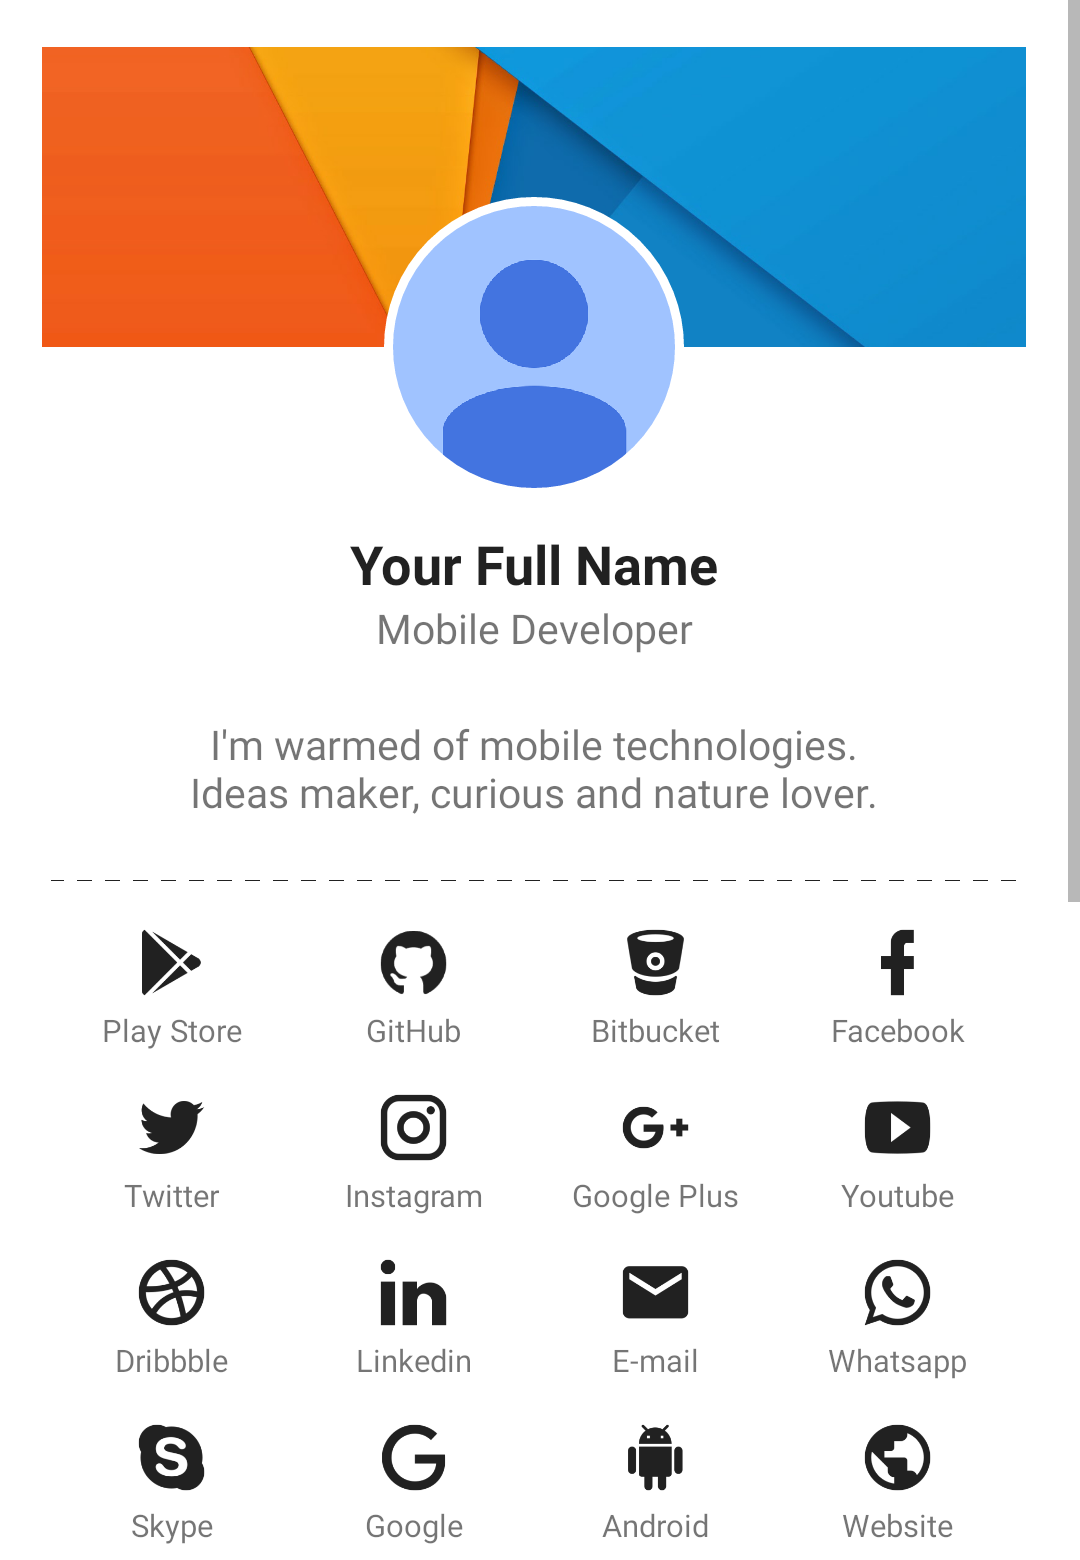 Your Full Name
Mobile Developer
I'm warmed of mobile technologies.
Ideas maker, curious and nature lover.
Play Store
GitHub
Bitbucket
Facebook
Twitter
Instagram
Google Plus
Youtube
Dribbble
Linkedin
E-mail
Whatsapp
Skype
Google
Android
Website